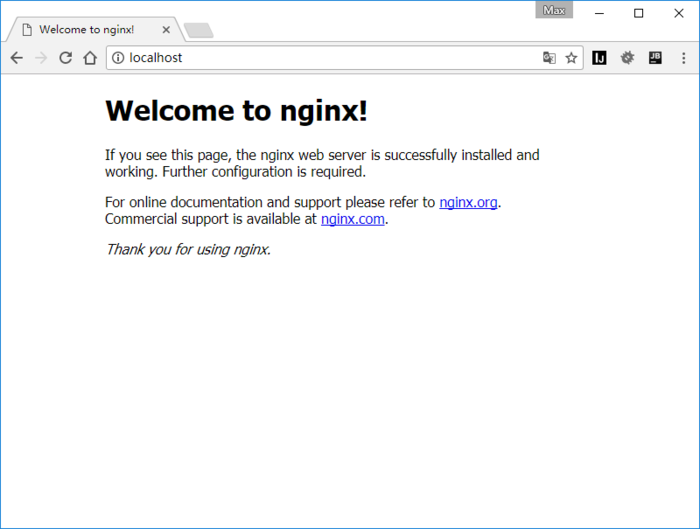 Max
Welcome to nginx!
localhost
IJ
JB
Welcome to nginx!
If you see this page, the nginx web server is successfully installed and
working. Further configuration is required.
For online documentation and support please refer to nginx.org.
Commercial support is available at nginx.com.
Thank you for using nginx.